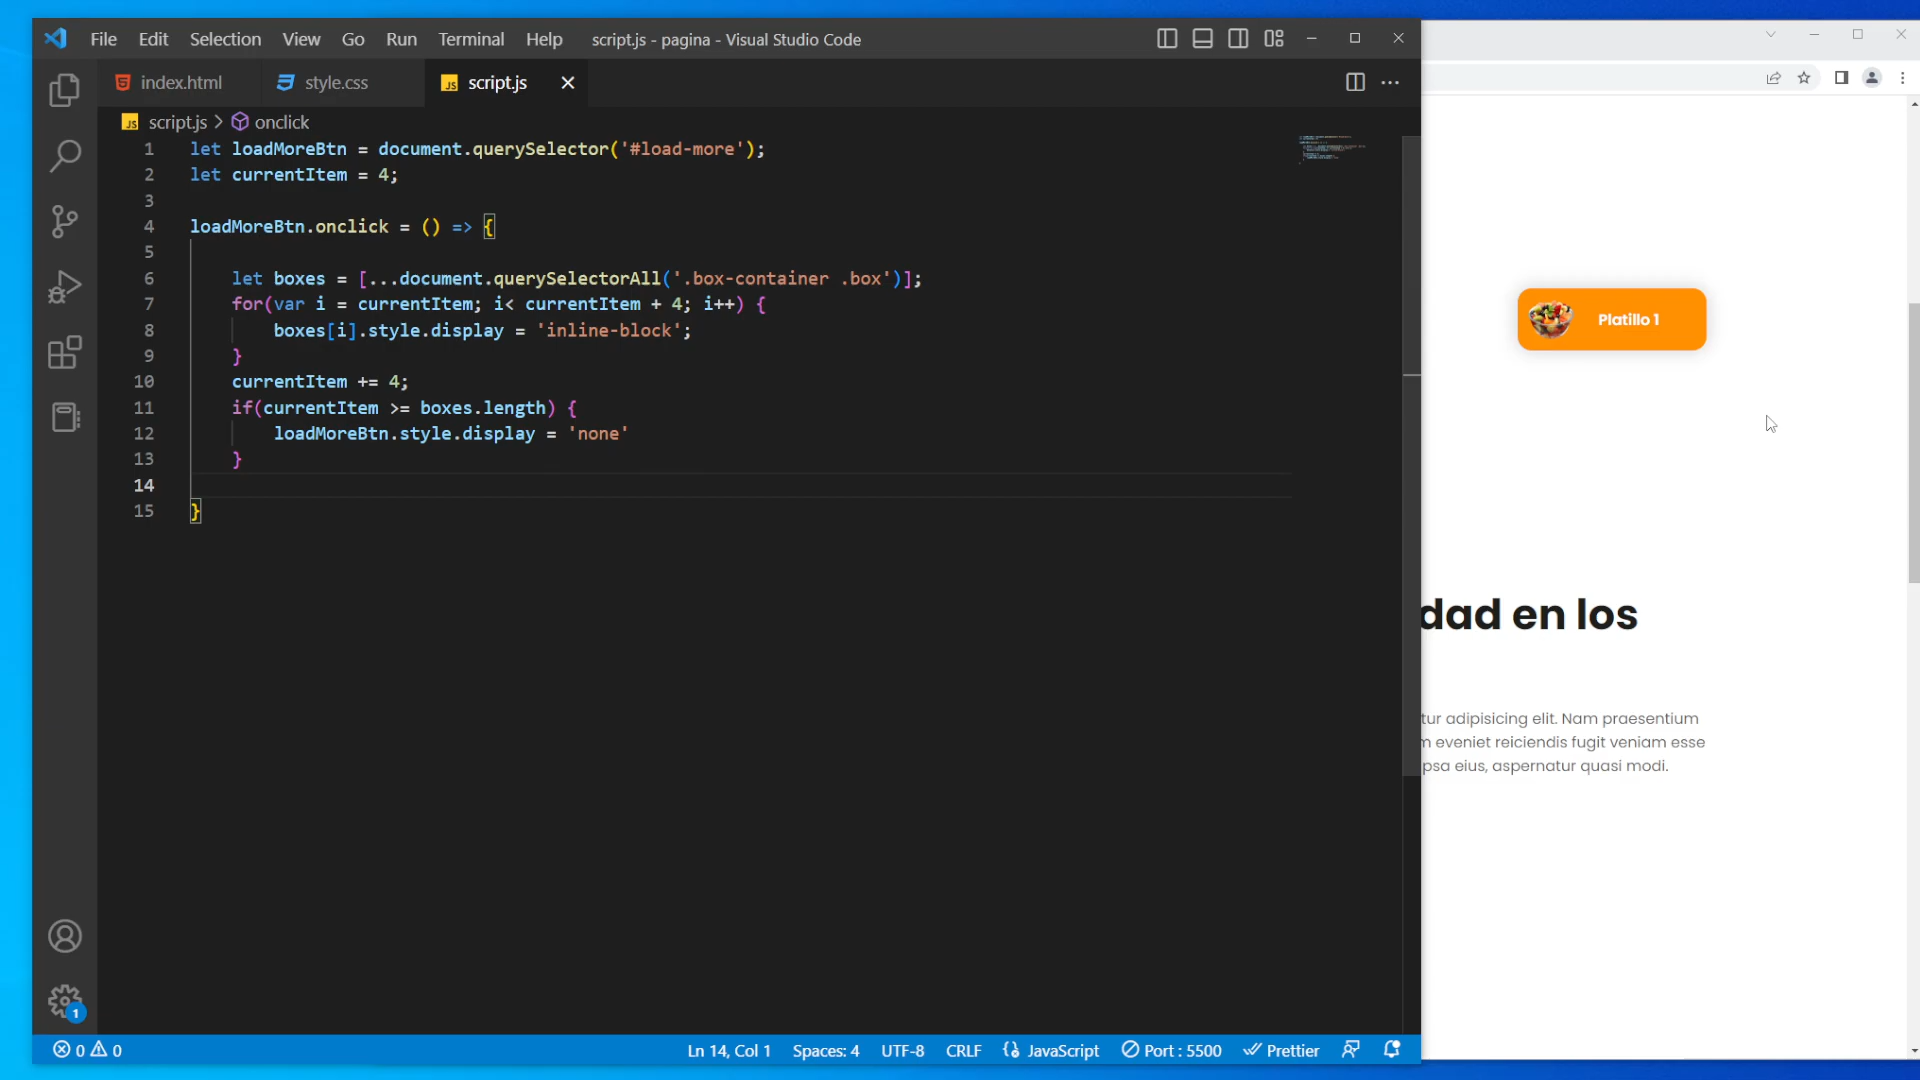 File Edit Selection View Go Run Terminal Help script.js - pagina - Visual Studio Code
index.html style.css JS script.js
JS script.js > onclick
1 let loadMoreBtn = document.querySelector('#load-more');
2 let currentItem = 4;
3
4 loadMoreBtn.onclick = () => {
5
6 let boxes = [...document.querySelectorAll('.box-container .box')];
7 for(var i = currentItem; i< currentItem + 4; i++) {
8 boxes[i].style.display = 'inline-block';
9 }
10 currentItem += 4;
11 if(currentItem >= boxes.length) {
12 loadMoreBtn.style.display = 'none'
13 }
14
15 }
1
0 0 Ln 14, Col 1 Spaces: 4 UTF-8 CRLF JavaScript Port : 5500 Prettier
Platillo 1
dad en los
tur adipisicing elit. Nam praesentium
m eveniet reiciendis fugit veniam esse
psa eius, aspernatur quasi modi.